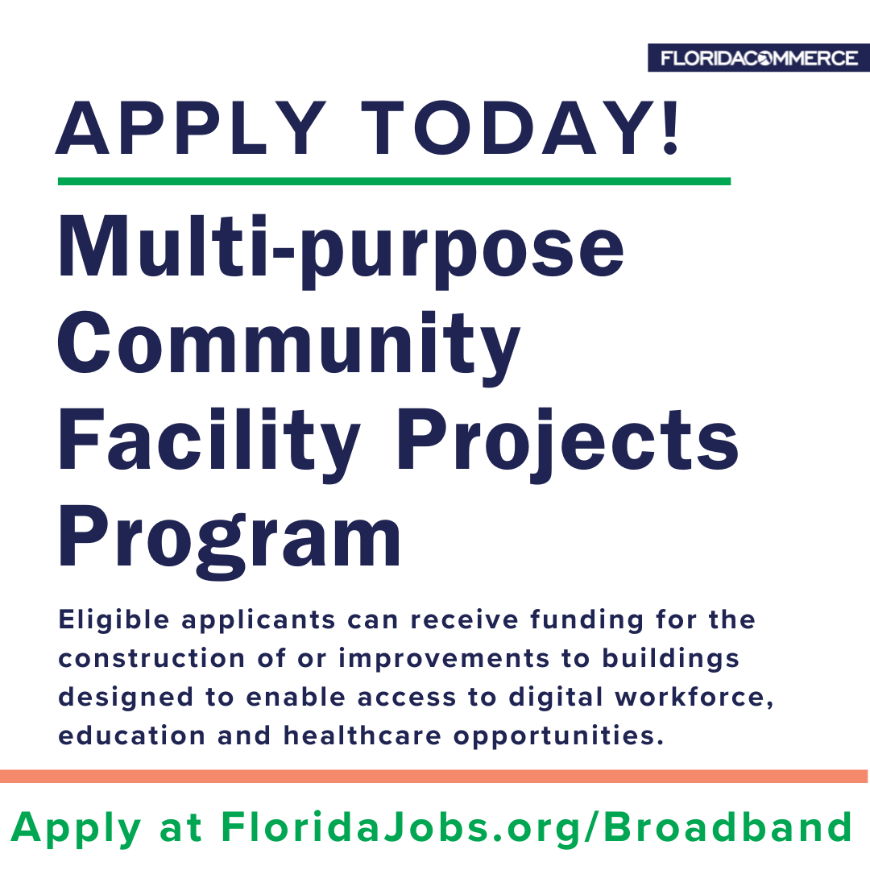 FLORIDACOMMERCE
APPLY TODAY!
Multi-purpose
Community
Facility Projects
Program
Eligible applicants can receive funding for the
construction of or improvements to buildings
designed to enable access to digital workforce,
education and healthcare opportunities.
Apply at FloridaJobs.org/Broadband